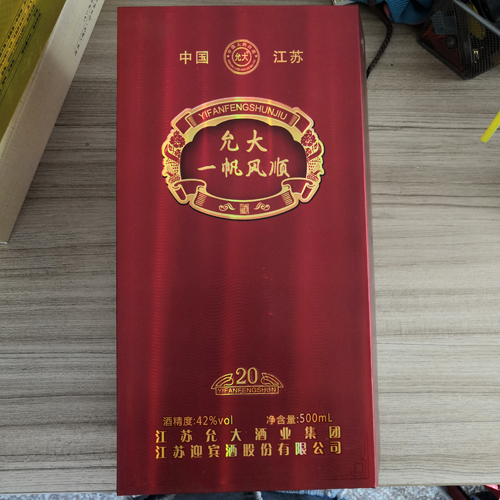 中国 允大 江苏
YIFANFENGSHUNJIU
允大
一帆风顺
20
YIFANFENGSHUN
酒精度:42%vol 净含量:500mL
江苏允大酒业集团
江苏迎宾酒股份有限公司